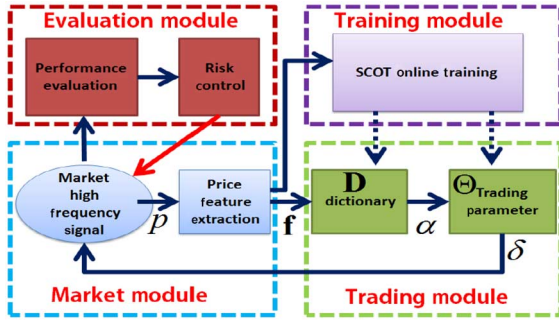 Evaluation module
Performance
evaluation
Risk
control
Training module
SCOT online training
Market
high
frequency
signal
p
Price
feature
extraction
f
D
dictionary
α
Θ Trading
parameter
δ
Market module
Trading module